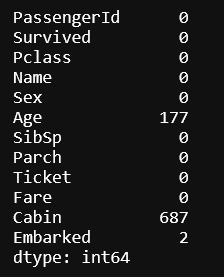 PassengerId 0
Survived 0
Pclass 0
Name 0
Sex 0
Age 177
SibSp 0
Parch 0
Ticket 0
Fare 0
Cabin 687
Embarked 2
dtype: int64